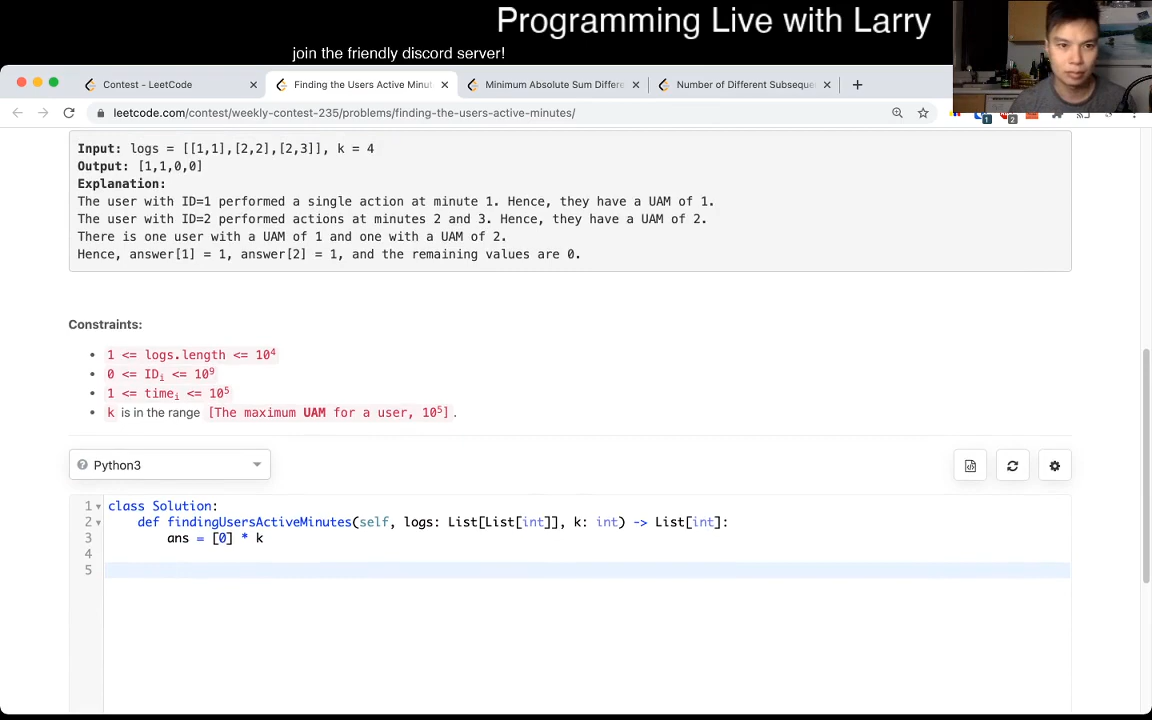 Programming Live with Larry
join the friendly discord server!
Contest - LeetCode
Finding the Users Active Minut
Minimum Absolute Sum Differe
Number of Different Subseque
leetcode.com/contest/weekly-contest-235/problems/finding-the-users-active-minutes/
Input: logs = [[1,1],[2,2],[2,3]], k = 4
Output: [1,1,0,0]
Explanation:
The user with ID=1 performed a single action at minute 1. Hence, they have a UAM of 1.
The user with ID=2 performed actions at minutes 2 and 3. Hence, they have a UAM of 2.
There is one user with a UAM of 1 and one with a UAM of 2.
Hence, answer[1] = 1, answer[2] = 1, and the remaining values are 0.
Constraints:
• 1 <= logs.length <= 10⁴
• 0 <= IDᵢ <= 10⁹
• 1 <= timeᵢ <= 10⁵
• k is in the range [The maximum UAM for a user, 10⁵].
Python3
1 class Solution:
2 def findingUsersActiveMinutes(self, logs: List[List[int]], k: int) -> List[int]:
3 ans = [0] * k
4
5